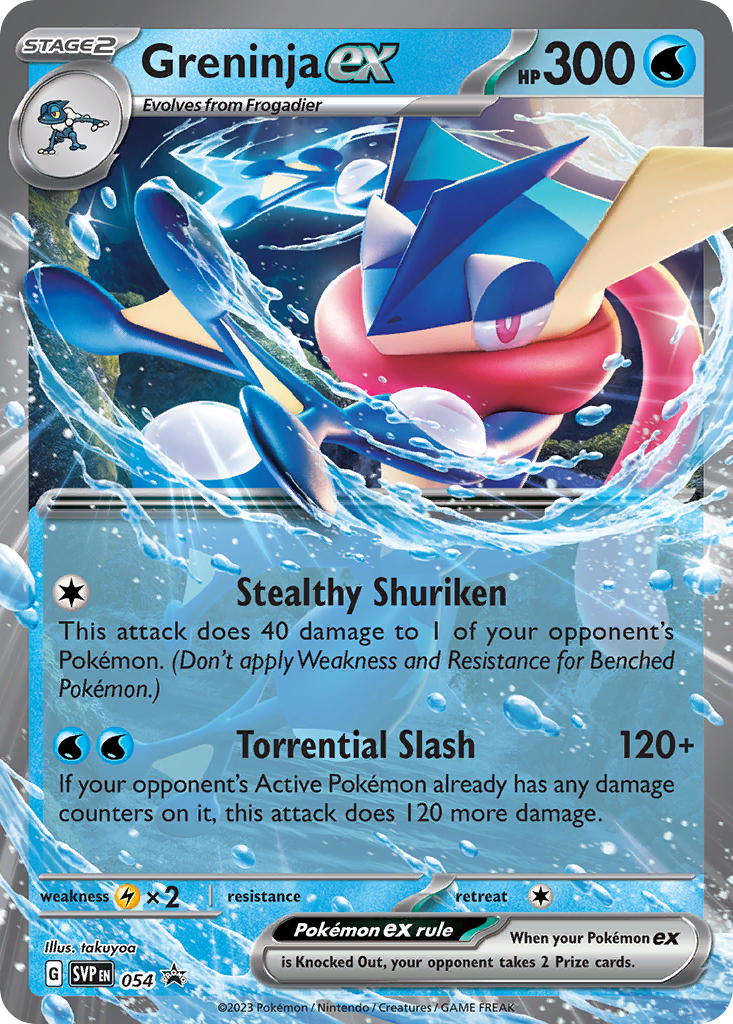 STAGE2
Greninja ex
HP 300
Evolves from Frogadier
Stealthy Shuriken
This attack does 40 damage to 1 of your opponent's
Pokémon. (Don't apply Weakness and Resistance for Benched
Pokémon.)
Torrential Slash 120+
If your opponent's Active Pokémon already has any damage
counters on it, this attack does 120 more damage.
weakness ×2 resistance retreat
Pokémon ex rule When your Pokémon ex
is Knocked Out, your opponent takes 2 Prize cards.
Illus. takuyoa
G SVP EN 054 PROMO
©2023 Pokémon / Nintendo / Creatures / GAME FREAK